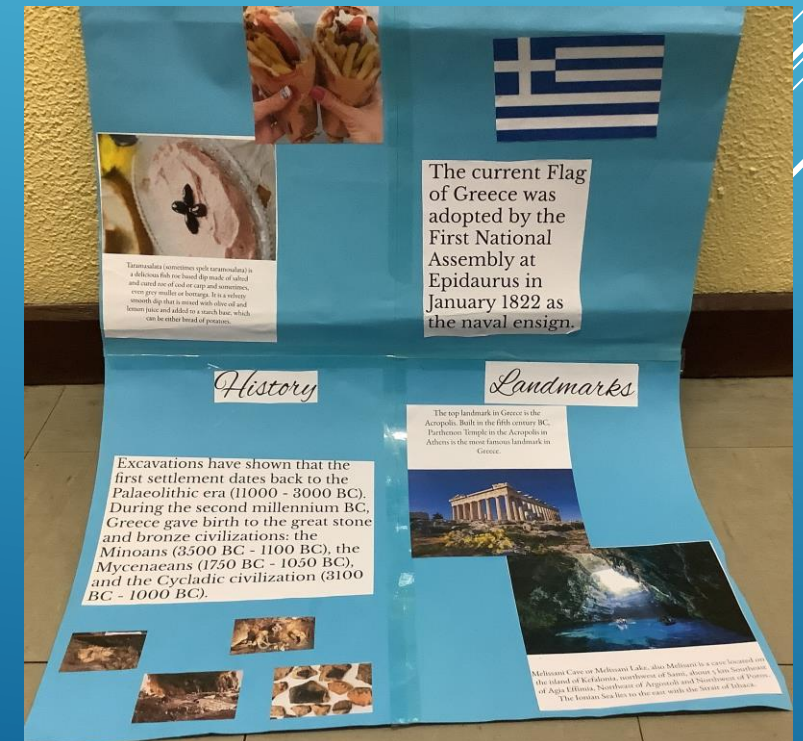 Taramasalata (sometimes spelt taramosalata) is
a delicious fish roe based dip made of salted
and cured roe of cod or carp and sometimes,
even grey mullet or bottarga. It is a velvety
smooth dip that is mixed with olive oil and
lemon juice and added to a starch base, which
can be either bread of potatoes.
The current Flag
of Greece was
adopted by the
First National
Assembly at
Epidaurus in
January 1822 as
the naval ensign.
History
Excavations have shown that the
first settlement dates back to the
Palaeolithic era (11000 - 3000 BC).
During the second millennium BC,
Greece gave birth to the great stone
and bronze civilizations: the
Minoans (3500 BC - 1100 BC), the
Mycenaeans (1750 BC - 1050 BC),
and the Cycladic civilization (3100
BC - 1000 BC).
Landmarks
The top landmark in Greece is the
Acropolis. Built in the fifth century BC,
Parthenon Temple in the Acropolis in
Athens is the most famous landmark in
Greece.
Melissani Cave or Melissani Lake, also Melisani is a cave located on
the island of Kefalonia, northwest of Sami, about 5 km Southeast
of Agia Effimia, Northeast of Argostoli and Northwest of Poros.
The Ionian Sea lies to the east with the Strait of Ithaca.